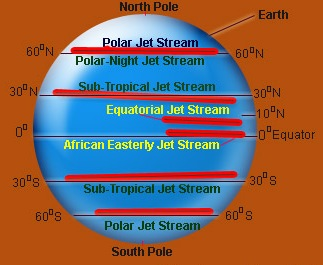 North Pole
Earth
Polar Jet Stream
60⁰N 60⁰N
Polar-Night Jet Stream
Sub-Tropical Jet Stream
30⁰N 30⁰N
Equatorial Jet Stream
10⁰N
0⁰ 0⁰Equator
African Easterly Jet Stream
30⁰S 30⁰S
Sub-Tropical Jet Stream
60⁰S 60⁰S
Polar Jet Stream
South Pole